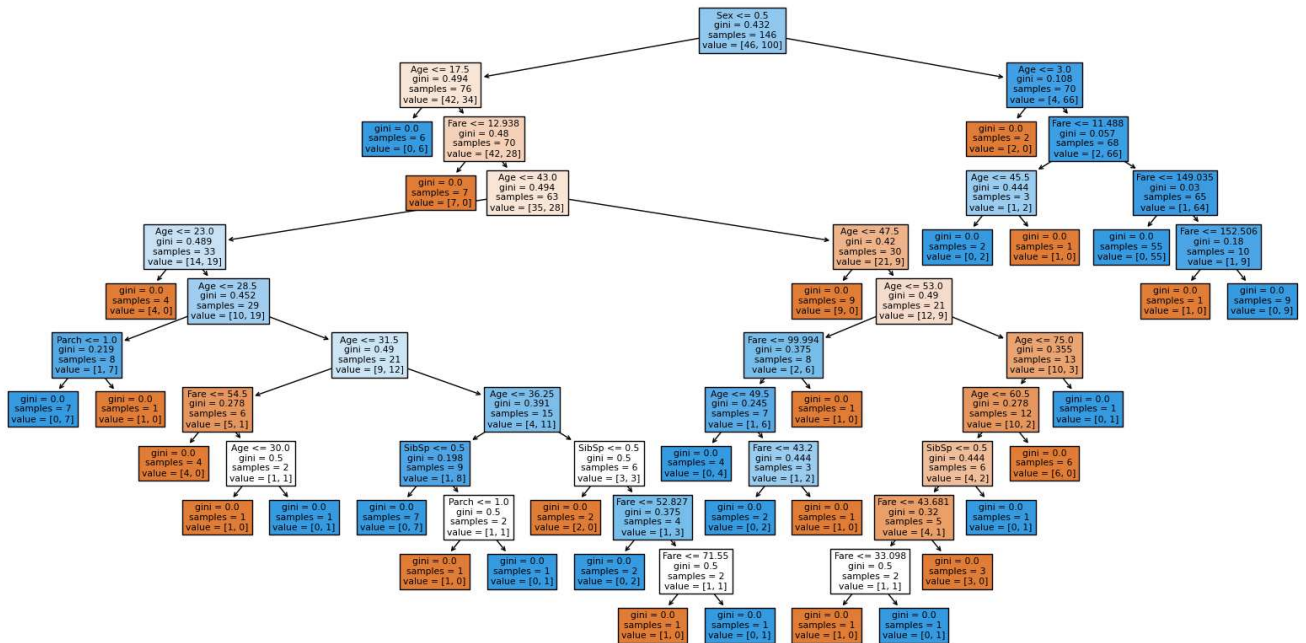 Sex <= 0.5
gini = 0.432
samples = 146
value = [46, 100]
Age <= 17.5
gini = 0.494
samples = 76
value = [42, 34]
Age <= 3.0
gini = 0.108
samples = 70
value = [4, 66]
gini = 0.0
samples = 6
value = [0, 6]
Fare <= 12.938
gini = 0.48
samples = 70
value = [42, 28]
gini = 0.0
samples = 2
value = [2, 0]
Fare <= 11.488
gini = 0.057
samples = 68
value = [2, 66]
gini = 0.0
samples = 7
value = [7, 0]
Age <= 43.0
gini = 0.494
samples = 63
value = [35, 28]
Age <= 45.5
gini = 0.444
samples = 3
value = [1, 2]
Fare <= 149.035
gini = 0.03
samples = 65
value = [1, 64]
Age <= 23.0
gini = 0.489
samples = 33
value = [14, 19]
Age <= 47.5
gini = 0.42
samples = 30
value = [21, 9]
gini = 0.0
samples = 2
value = [0, 2]
gini = 0.0
samples = 1
value = [1, 0]
gini = 0.0
samples = 55
value = [0, 55]
Fare <= 152.506
gini = 0.18
samples = 10
value = [1, 9]
gini = 0.0
samples = 4
value = [4, 0]
Age <= 28.5
gini = 0.452
samples = 29
value = [10, 19]
gini = 0.0
samples = 9
value = [9, 0]
Age <= 53.0
gini = 0.49
samples = 21
value = [12, 9]
gini = 0.0
samples = 1
value = [1, 0]
gini = 0.0
samples = 9
value = [0, 9]
Parch <= 1.0
gini = 0.219
samples = 8
value = [1, 7]
Age <= 31.5
gini = 0.49
samples = 21
value = [9, 12]
Fare <= 99.994
gini = 0.375
samples = 8
value = [2, 6]
Age <= 75.0
gini = 0.355
samples = 13
value = [10, 3]
gini = 0.0
samples = 7
value = [0, 7]
gini = 0.0
samples = 1
value = [1, 0]
Fare <= 54.5
gini = 0.278
samples = 6
value = [5, 1]
Age <= 36.25
gini = 0.391
samples = 15
value = [4, 11]
Age <= 49.5
gini = 0.245
samples = 7
value = [1, 6]
gini = 0.0
samples = 1
value = [1, 0]
Age <= 60.5
gini = 0.278
samples = 12
value = [10, 2]
gini = 0.0
samples = 1
value = [0, 1]
gini = 0.0
samples = 4
value = [4, 0]
Age <= 30.0
gini = 0.5
samples = 2
value = [1, 1]
SibSp <= 0.5
gini = 0.198
samples = 9
value = [1, 8]
SibSp <= 0.5
gini = 0.5
samples = 6
value = [3, 3]
gini = 0.0
samples = 4
value = [0, 4]
Fare <= 43.2
gini = 0.444
samples = 3
value = [1, 2]
SibSp <= 0.5
gini = 0.444
samples = 6
value = [4, 2]
gini = 0.0
samples = 6
value = [6, 0]
gini = 0.0
samples = 1
value = [1, 0]
gini = 0.0
samples = 1
value = [0, 1]
gini = 0.0
samples = 7
value = [0, 7]
Parch <= 1.0
gini = 0.5
samples = 2
value = [1, 1]
gini = 0.0
samples = 2
value = [2, 0]
Fare <= 52.827
gini = 0.375
samples = 4
value = [1, 3]
gini = 0.0
samples = 2
value = [0, 2]
gini = 0.0
samples = 1
value = [1, 0]
Fare <= 43.681
gini = 0.32
samples = 5
value = [4, 1]
gini = 0.0
samples = 1
value = [0, 1]
gini = 0.0
samples = 1
value = [1, 0]
gini = 0.0
samples = 1
value = [0, 1]
gini = 0.0
samples = 2
value = [0, 2]
Fare <= 71.55
gini = 0.5
samples = 2
value = [1, 1]
Fare <= 33.098
gini = 0.5
samples = 2
value = [1, 1]
gini = 0.0
samples = 3
value = [3, 0]
gini = 0.0
samples = 1
value = [1, 0]
gini = 0.0
samples = 1
value = [0, 1]
gini = 0.0
samples = 1
value = [1, 0]
gini = 0.0
samples = 1
value = [0, 1]